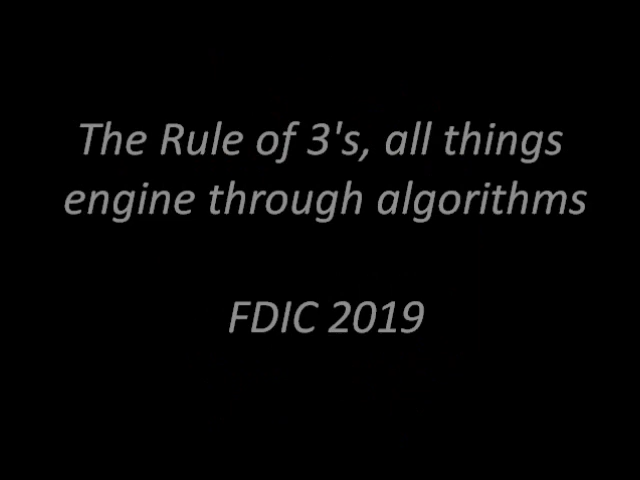 The Rule of 3's, all things
engine through algorithms
FDIC 2019